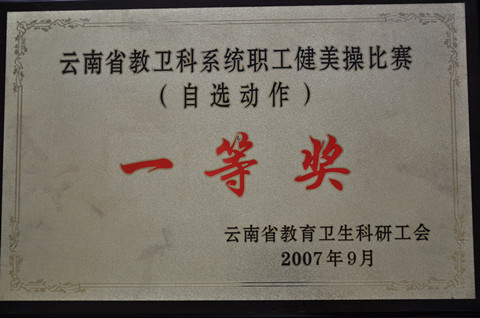 云南省教卫科系统职工健美操比赛
（自选动作）
一等奖
云南省教育卫生科研工会
2007年9月